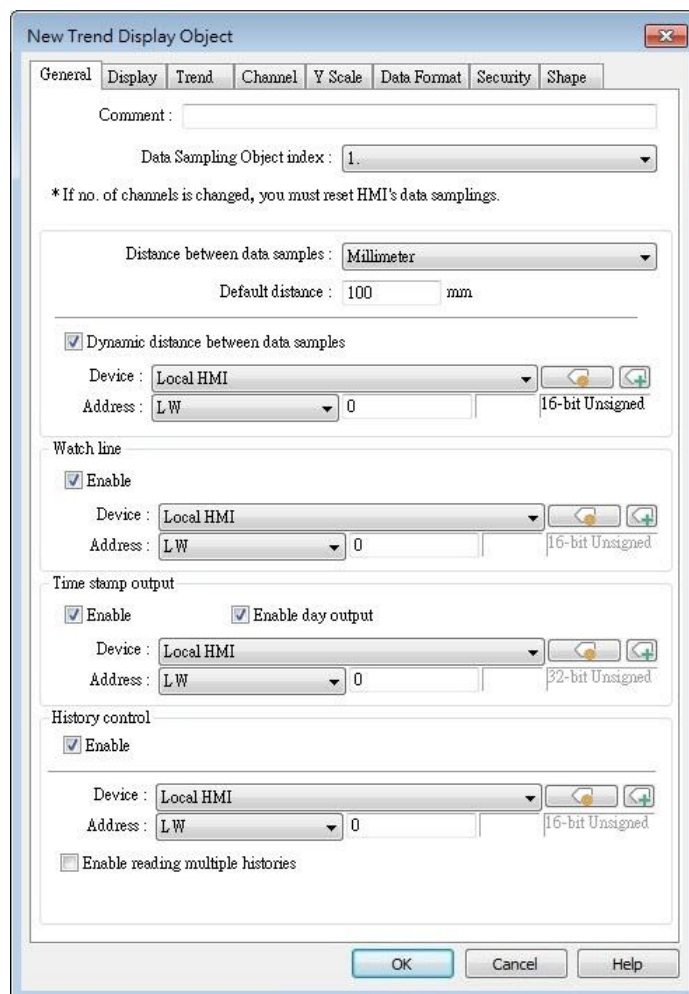 New Trend Display Object
General Display Trend Channel Y Scale Data Format Security Shape
Comment :
Data Sampling Object index : 1.
* If no. of channels is changed, you must reset HMI's data samplings.
Distance between data samples : Millimeter
Default distance : 100 mm
Dynamic distance between data samples
Device : Local HMI
Address : LW 0 16-bit Unsigned
Watch line
Enable
Device : Local HMI
Address : LW 0 16-bit Unsigned
Time stamp output
Enable Enable day output
Device : Local HMI
Address : LW 0 32-bit Unsigned
History control
Enable
Device : Local HMI
Address : LW 0 16-bit Unsigned
Enable reading multiple histories
OK Cancel Help